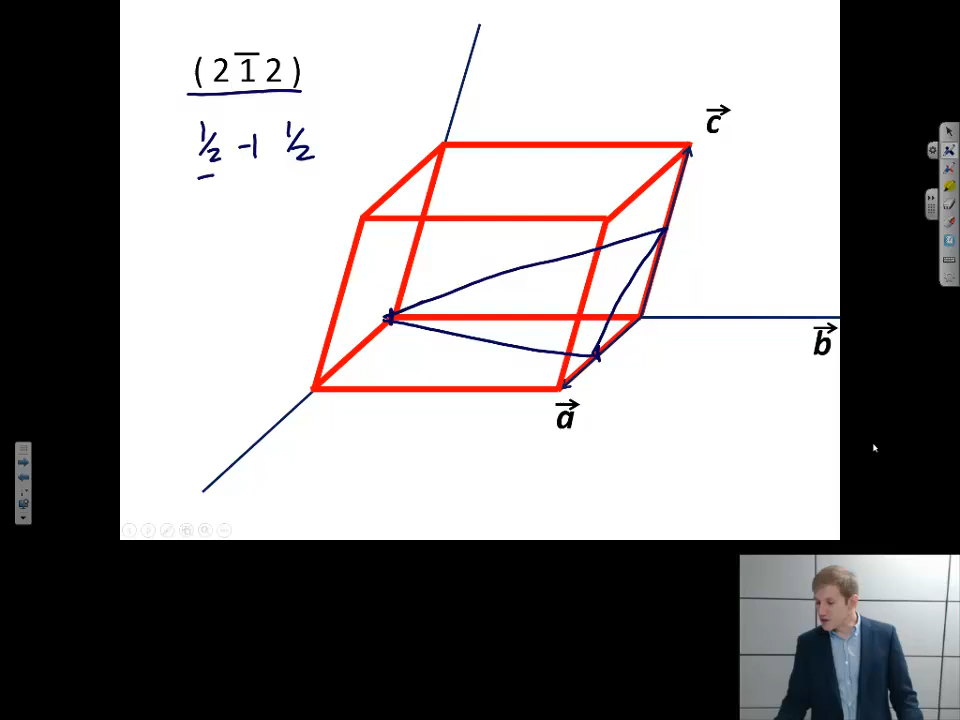 (2 1̅ 2)
½ -1 ½
c⃗
b⃗
a⃗